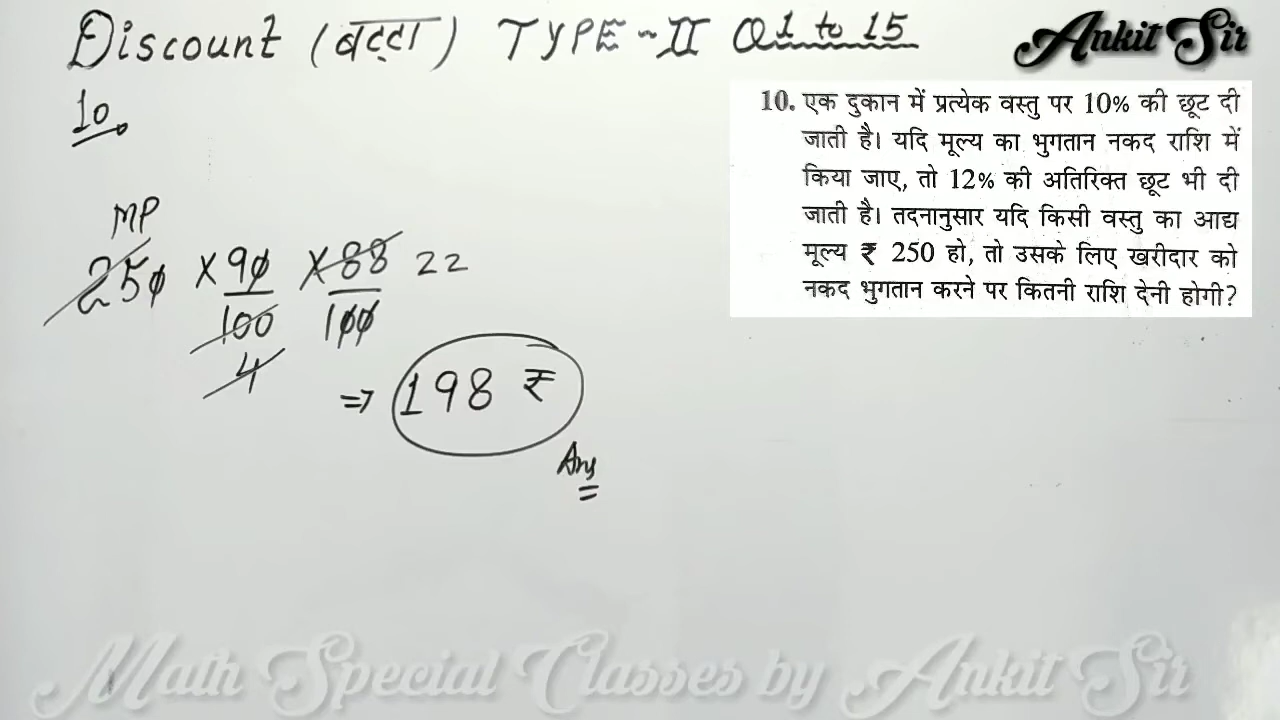 Discount (बट्टा) TYPE-II Q 1 to 15
Ankit Sir
10.
10. एक दुकान में प्रत्येक वस्तु पर 10% की छूट दी
जाती है। यदि मूल्य का भुगतान नकद राशि में
किया जाए, तो 12% की अतिरिक्त छूट भी दी
जाती है। तदनानुसार यदि किसी वस्तु का आद्य
मूल्य ₹ 250 हो, तो उसके लिए खरीदार को
नकद भुगतान करने पर कितनी राशि देनी होगी?
MP
250 × 90 × 88 22
100 100
4
⇒ 198 ₹
Ans
Math Special Classes by Ankit Sir